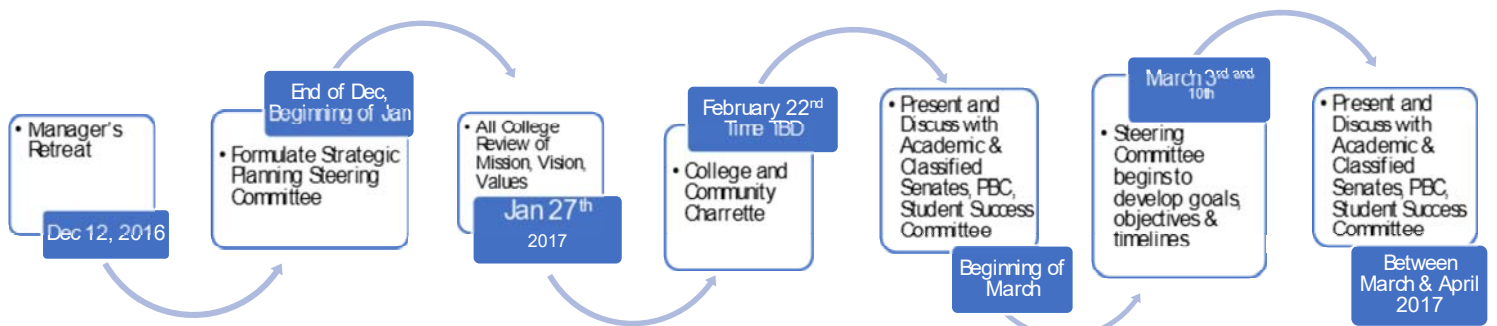 • Manager's
Retreat
Dec 12, 2016
End of Dec,
Beginning of Jan
• Formulate Strategic
Planning Steering
Committee
• All College
Review of
Mission, Vision,
Values
Jan 27th
2017
February 22nd
Time TBD
• College and
Community
Charrette
• Present and
Discuss with
Academic &
Classified
Senates, PBC,
Student Success
Committee
Beginning of
March
March 3rd and
10th
• Steering
Committee
begins to
develop goals,
objectives &
timelines
• Present and
Discuss with
Academic &
Classified
Senates, PBC,
Student Success
Committee
Between
March & April
2017